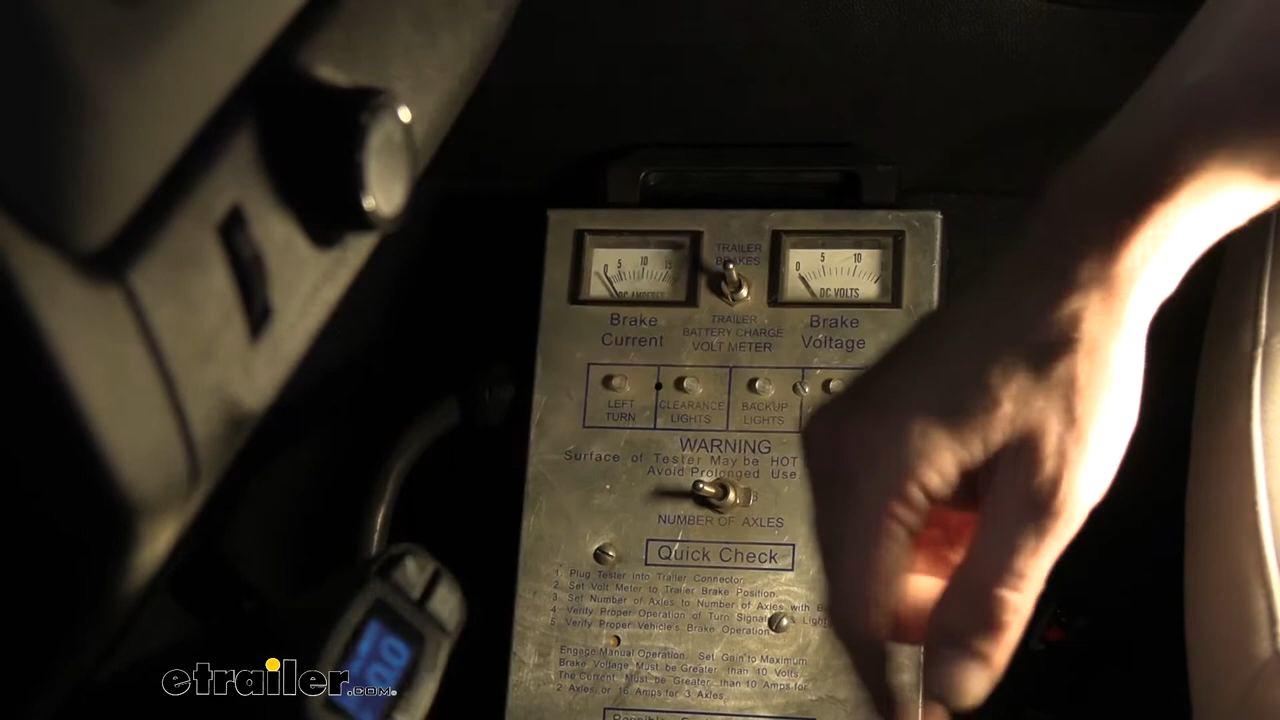 TRAILER
BRAKES
0 5 10 15
DC AMPERES
0 5 10
DC VOLTS
Brake
Current
TRAILER
BATTERY CHARGE
VOLT METER
Brake
Voltage
LEFT
TURN
CLEARANCE
LIGHTS
BACKUP
LIGHTS
WARNING
Surface of Tester May be HOT
Avoid Prolonged Use.
3
NUMBER OF AXLES
Quick Check
1. Plug Tester into Trailer Connector.
2. Set Volt Meter to Trailer Brake Position.
3. Set Number of Axles to Number of Axles with
4. Verify Proper Operation of Turn Signal & Light
5. Verify Proper Vehicle's Brake Operation
Engage Manual Operation. Set Gain to Maximum
Brake Voltage Must be Greater than 10 Volts.
The Current Must be Greater than 10 Amps for
2 Axles or 16 Amps for 3 Axles.
etrailer.COM